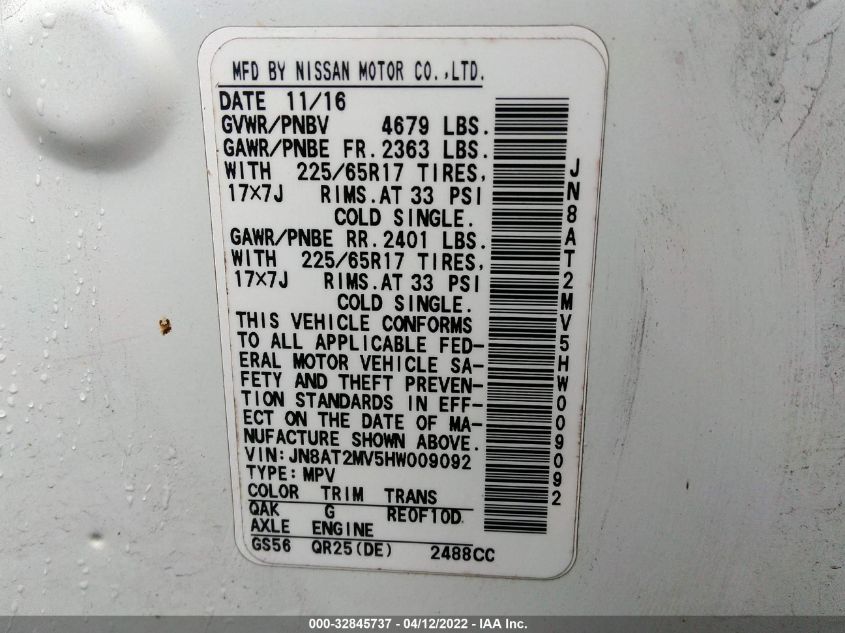 MFD BY NISSAN MOTOR CO.,LTD.
DATE 11/16
GVWR/PNBV 4679 LBS.
GAWR/PNBE FR. 2363 LBS.
WITH 225/65R17 TIRES,
17×7J RIMS. AT 33 PSI
COLD SINGLE.
GAWR/PNBE RR. 2401 LBS.
WITH 225/65R17 TIRES,
17×7J RIMS. AT 33 PSI
COLD SINGLE.
THIS VEHICLE CONFORMS
TO ALL APPLICABLE FED-
ERAL MOTOR VEHICLE SA-
FETY AND THEFT PREVEN-
TION STANDARDS IN EFF-
ECT ON THE DATE OF MA-
NUFACTURE SHOWN ABOVE.
VIN: JN8AT2MV5HW009092
TYPE: MPV
COLOR TRIM TRANS
QAK G RE0F10D
AXLE ENGINE
GS56 QR25(DE) 2488CC
JN8AT2MV5HW009092
000-32845737 - 04/12/2022 - IAA Inc.